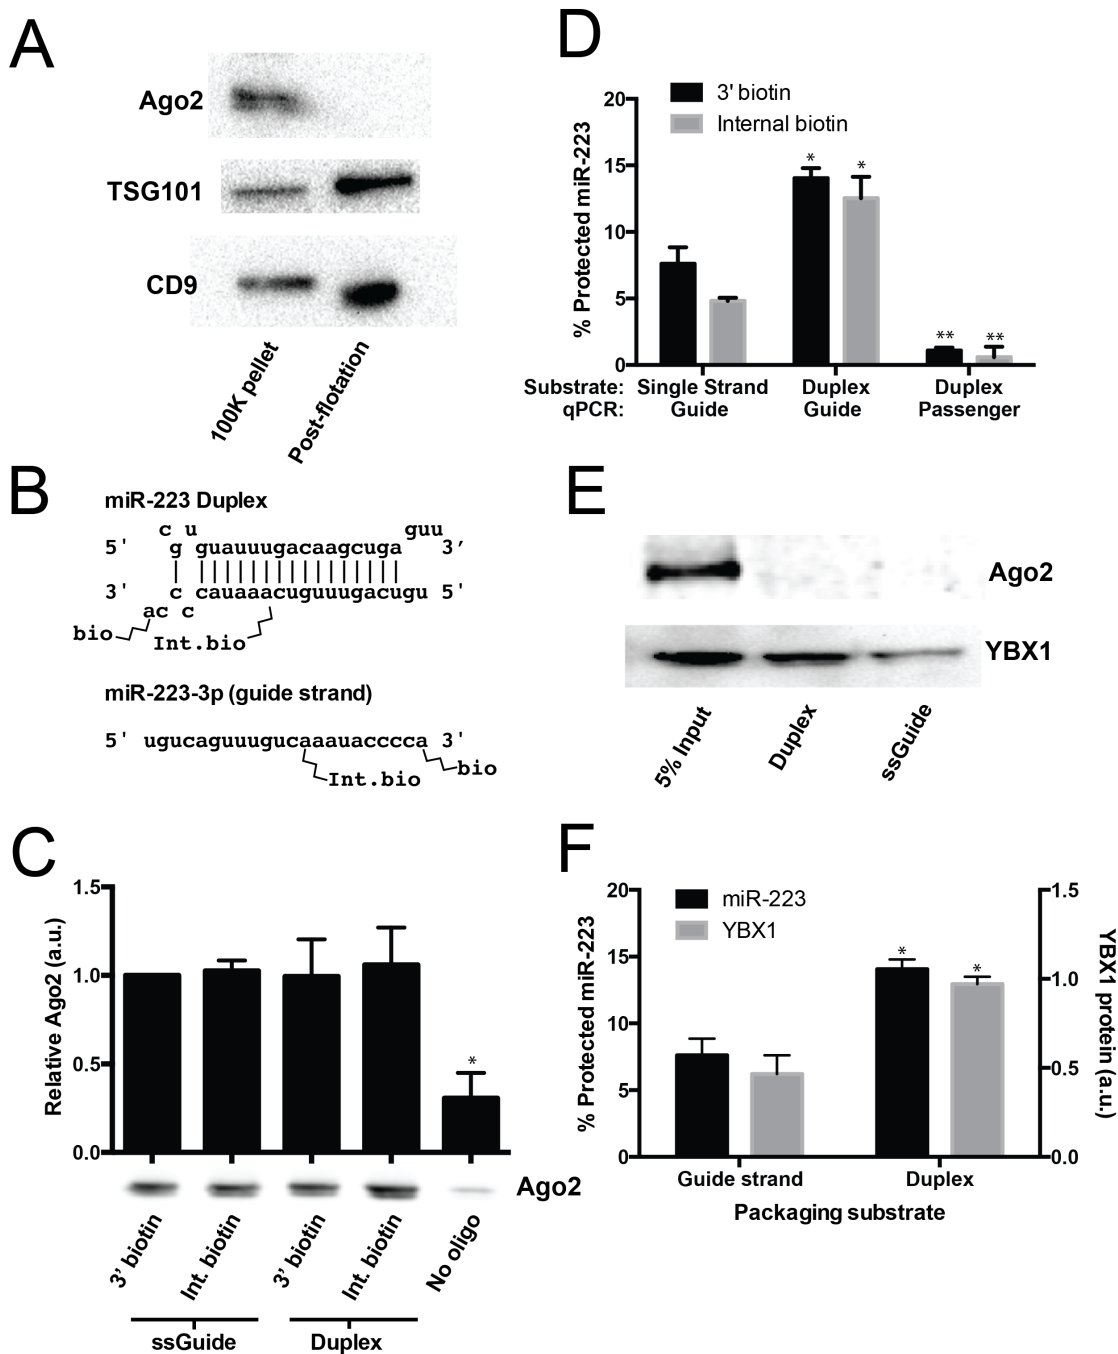 A
Ago2
TSG101
CD9
100K pellet
Post-flotation
B
miR-223 Duplex
c u guu
5' g guauuugacaagcuga 3′
3' c cauaaacuguuugacugu 5'
ac c
bio Int.bio
miR-223-3p (guide strand)
5' ugucaguuugucaaauacccca 3'
Int.bio bio
C
Relative Ago2 (a.u.)
1.5
1.0
0.5
0.0
*
Ago2
3’ biotin
Int. biotin
3’ biotin
Int. biotin
No oligo
ssGuide
Duplex
D
% Protected miR-223
20
15
10
5
0
3' biotin
Internal biotin
* *
** **
Substrate: Single Strand Duplex Duplex
qPCR: Guide Guide Passenger
E
Ago2
YBX1
5% Input
Duplex
ssGuide
F
% Protected miR-223
20
15
10
5
0
miR-223
YBX1
* *
1.5
1.0
0.5
0.0
YBX1 protein (a.u.)
Guide strand Duplex
Packaging substrate